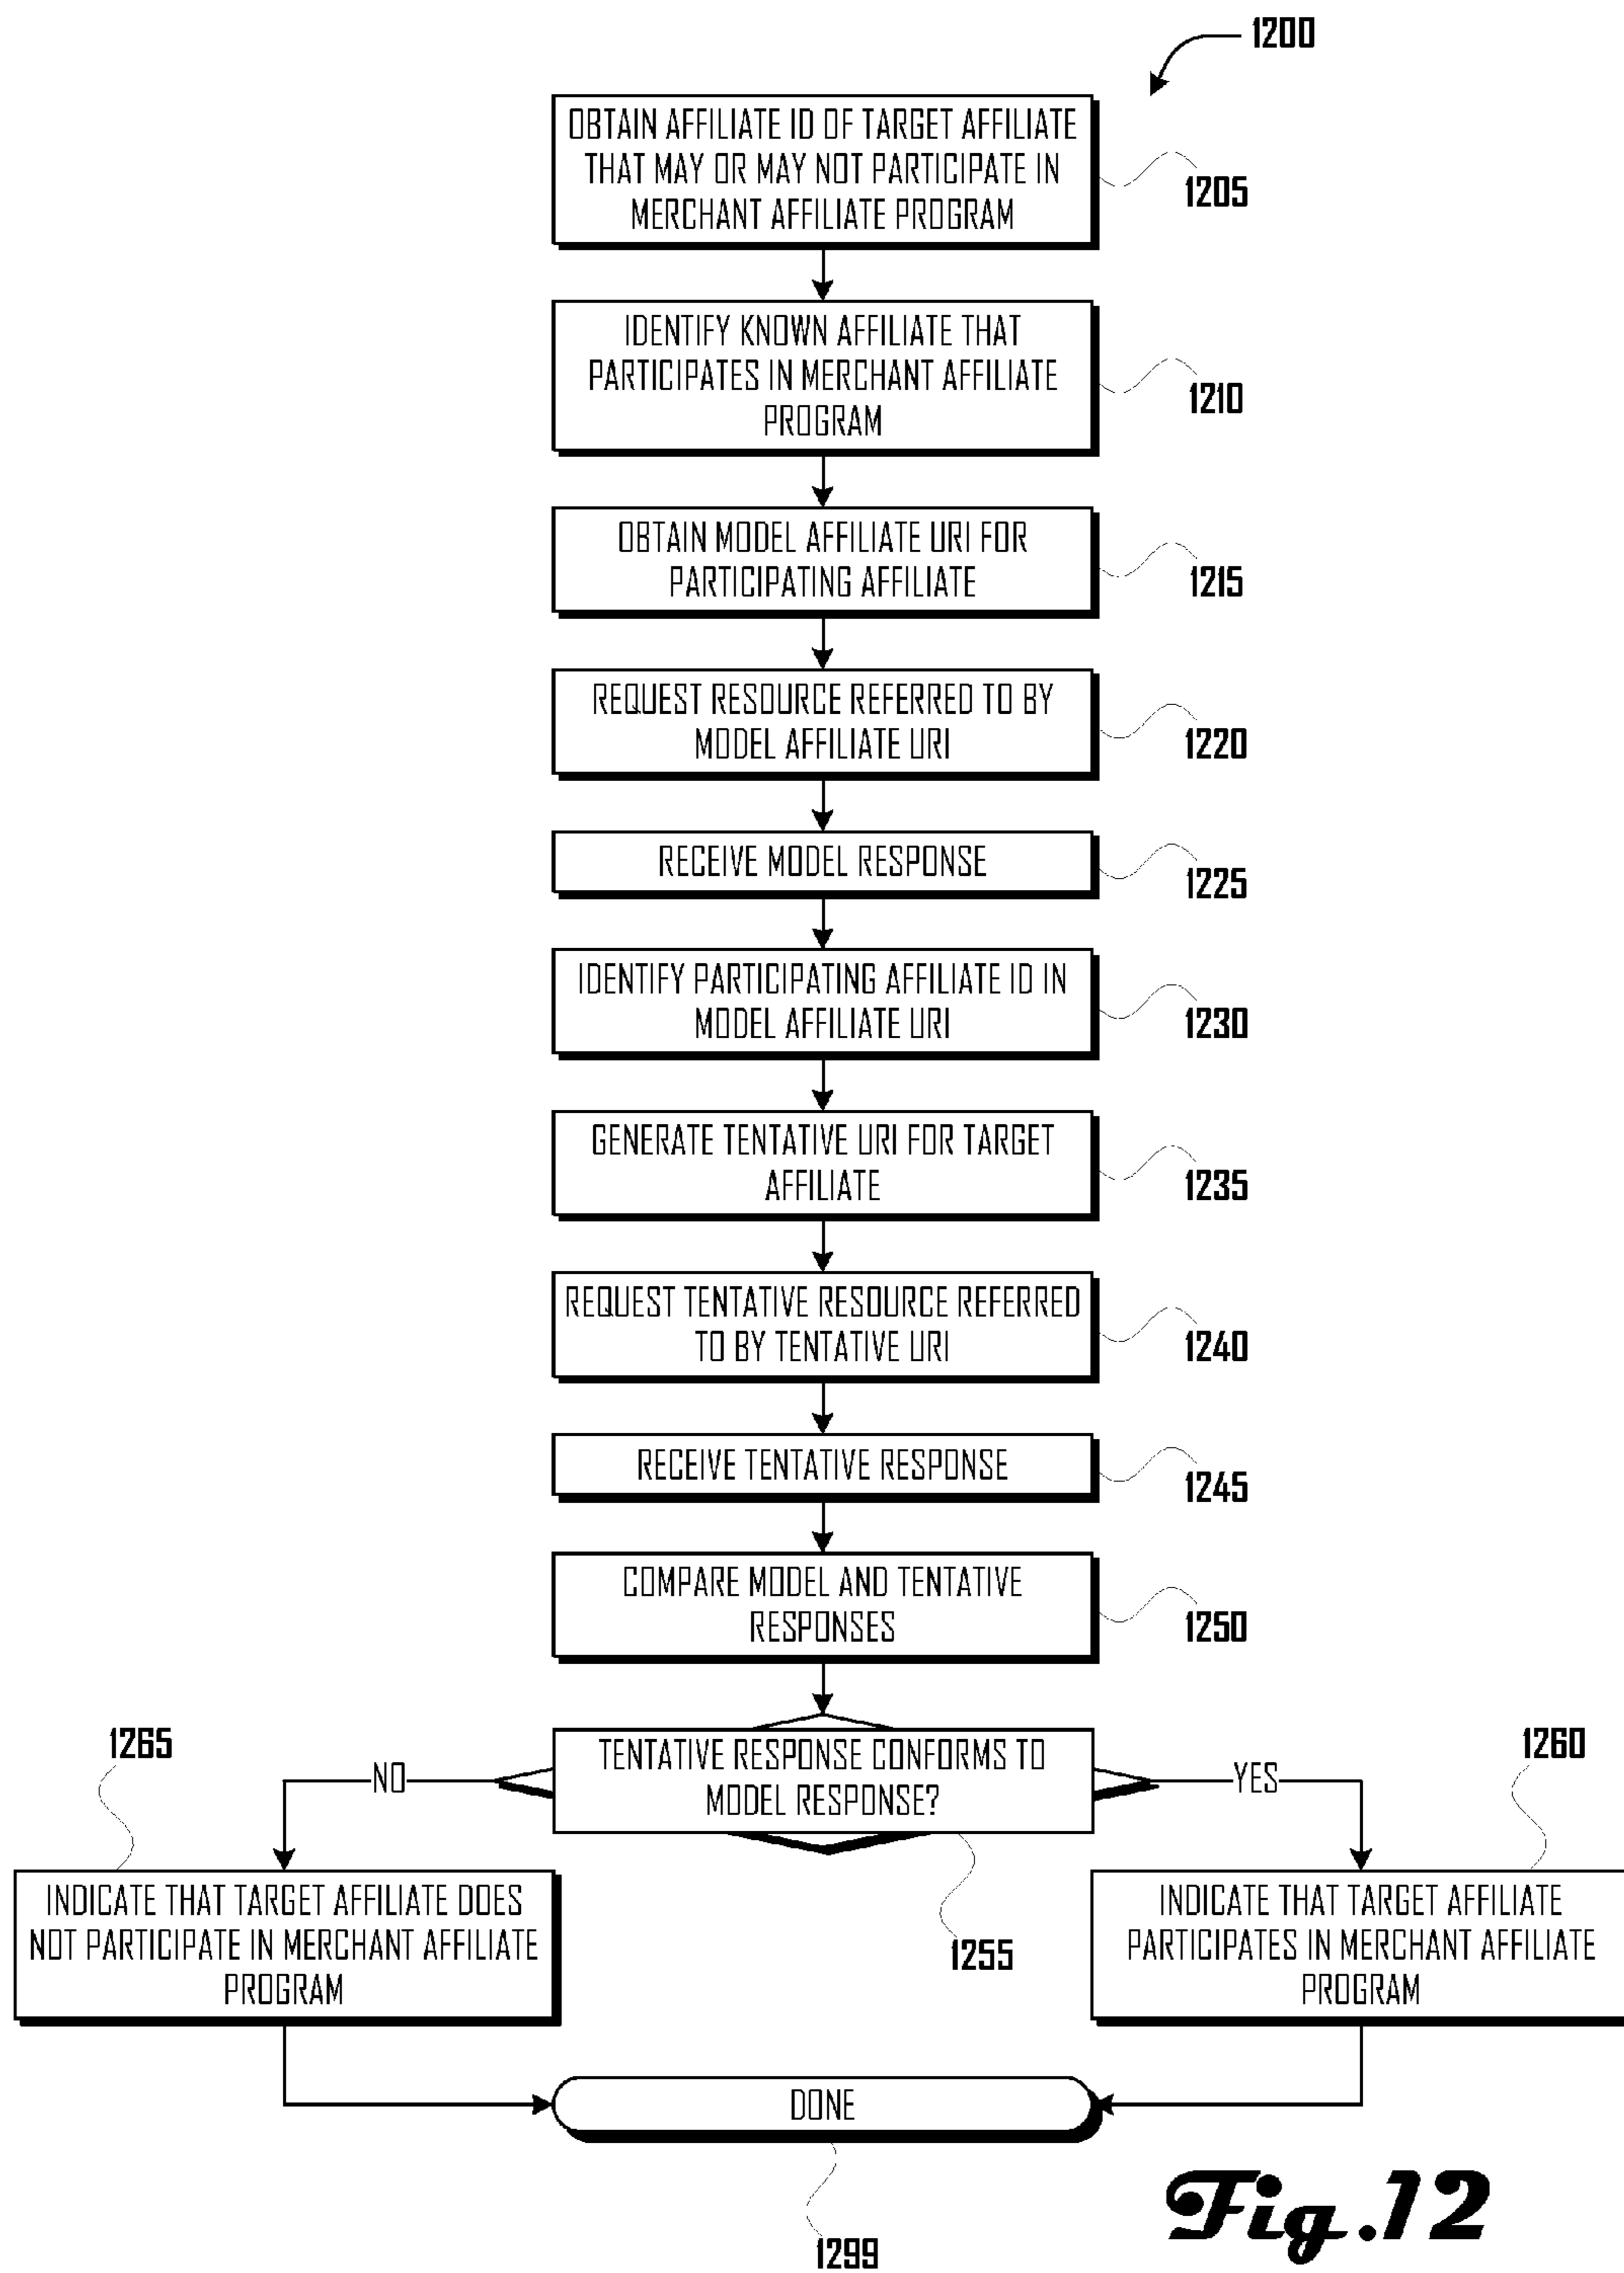 1200
OBTAIN AFFILIATE ID OF TARGET AFFILIATE
THAT MAY OR MAY NOT PARTICIPATE IN
MERCHANT AFFILIATE PROGRAM
1205
IDENTIFY KNOWN AFFILIATE THAT
PARTICIPATES IN MERCHANT AFFILIATE
PROGRAM
1210
OBTAIN MODEL AFFILIATE URI FOR
PARTICIPATING AFFILIATE
1215
REQUEST RESOURCE REFERRED TO BY
MODEL AFFILIATE URI
1220
RECEIVE MODEL RESPONSE
1225
IDENTIFY PARTICIPATING AFFILIATE ID IN
MODEL AFFILIATE URI
1230
GENERATE TENTATIVE URI FOR TARGET
AFFILIATE
1235
REQUEST TENTATIVE RESOURCE REFERRED
TO BY TENTATIVE URI
1240
RECEIVE TENTATIVE RESPONSE
1245
COMPARE MODEL AND TENTATIVE
RESPONSES
1250
TENTATIVE RESPONSE CONFORMS TO
MODEL RESPONSE?
1255
NO
YES
1265
INDICATE THAT TARGET AFFILIATE DOES
NOT PARTICIPATE IN MERCHANT AFFILIATE
PROGRAM
1260
INDICATE THAT TARGET AFFILIATE
PARTICIPATES IN MERCHANT AFFILIATE
PROGRAM
DONE
1299
Fig.12